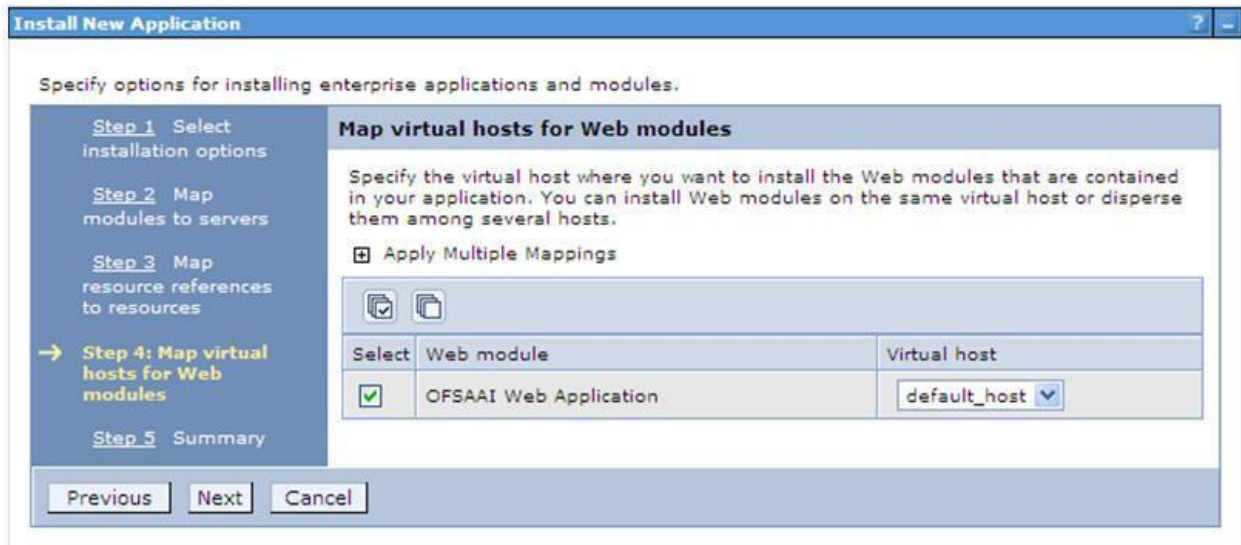 Install New Application
?
Specify options for installing enterprise applications and modules.
Step 1 Select
installation options
Step 2 Map
modules to servers
Step 3 Map
resource references
to resources
Step 4: Map virtual
hosts for Web
modules
Step 5 Summary
Map virtual hosts for Web modules
Specify the virtual host where you want to install the Web modules that are contained
in your application. You can install Web modules on the same virtual host or disperse
them among several hosts.
Apply Multiple Mappings
Select Web module Virtual host
OFSAAI Web Application default_host
Previous Next Cancel